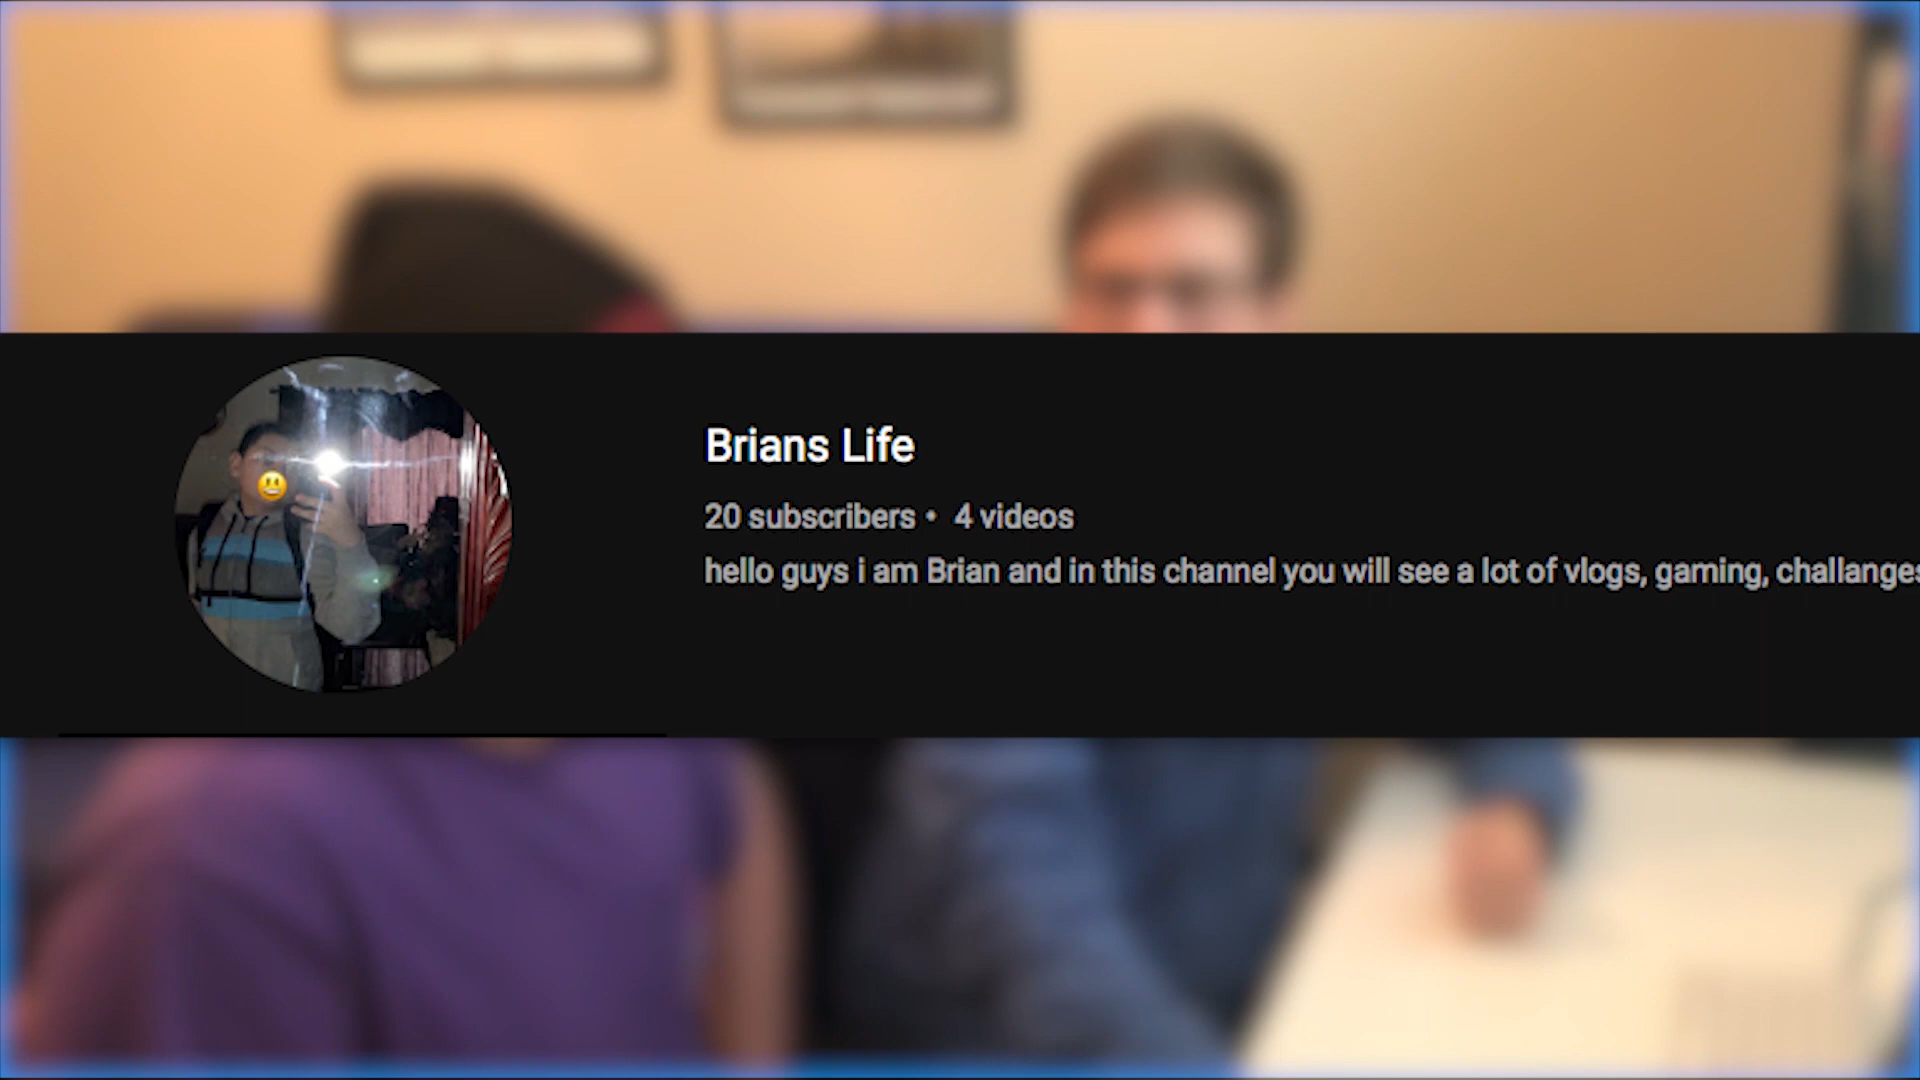 Brians Life
20 subscribers • 4 videos
hello guys i am Brian and in this channel you will see a lot of vlogs, gaming, challanges